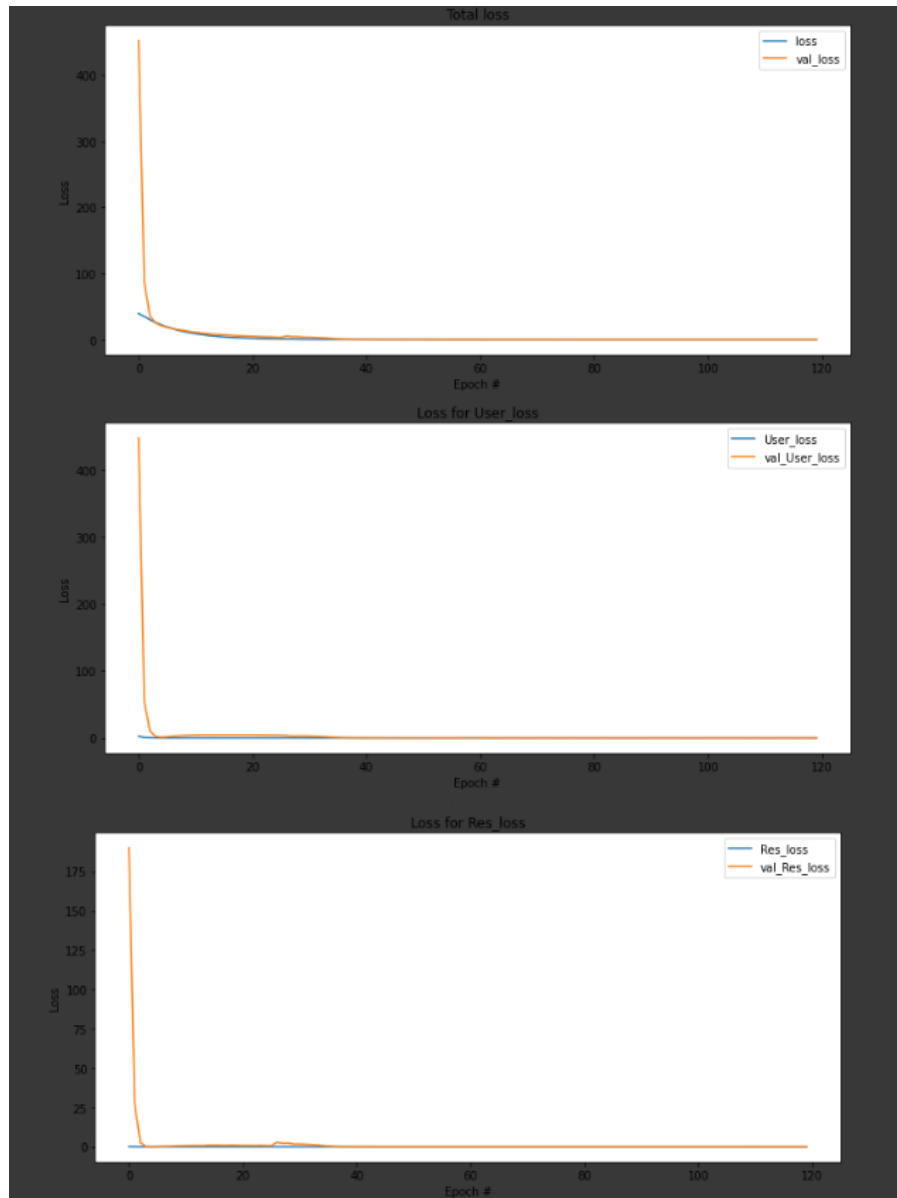 Total loss
loss
val_loss
400
300
200
100
0
Loss
0 20 40 60 80 100 120
Epoch #
Loss for User_loss
User_loss
val_User_loss
400
300
200
100
0
Loss
0 20 40 60 80 100 120
Epoch #
Loss for Res_loss
Res_loss
val_Res_loss
175
150
125
100
75
50
25
0
Loss
0 20 40 60 80 100 120
Epoch #